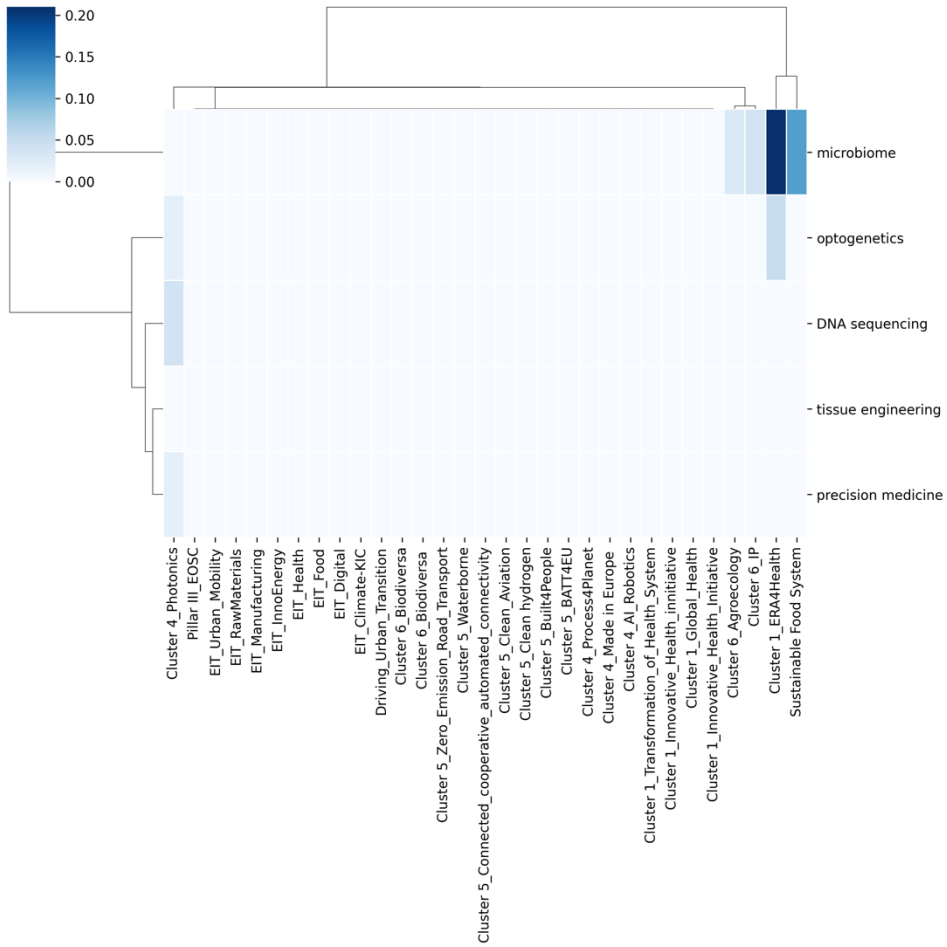 0.20
0.15
0.10
0.05
0.00
microbiome
optogenetics
DNA sequencing
tissue engineering
precision medicine
Cluster 4_Photonics
Pillar III_EOSC
EIT_Urban_Mobility
EIT_RawMaterials
EIT_Manufacturing
EIT_InnoEnergy
EIT_Health
EIT_Food
EIT_Digital
EIT_Climate-KIC
Driving_Urban_Transition
Cluster 6_Biodiversa
Cluster 6_Biodiversa
Cluster 5_Zero_Emission_Road_Transport
Cluster 5_Waterborne
Cluster 5_Connected_cooperative_automated_connectivity
Cluster 5_Clean_Aviation
Cluster 5_Clean hydrogen
Cluster 5_Built4People
Cluster 5_BATT4EU
Cluster 4_Process4Planet
Cluster 4_Made in Europe
Cluster 4_AI_Robotics
Cluster 1_Transformation_of_Health_System
Cluster 1_Innovative_Health_innitiative
Cluster 1_Global_Health
Cluster 1_Innovative_Health_Initiative
Cluster 6_Agroecology
Cluster 6_IP
Cluster 1_ERA4Health
Sustainable Food System